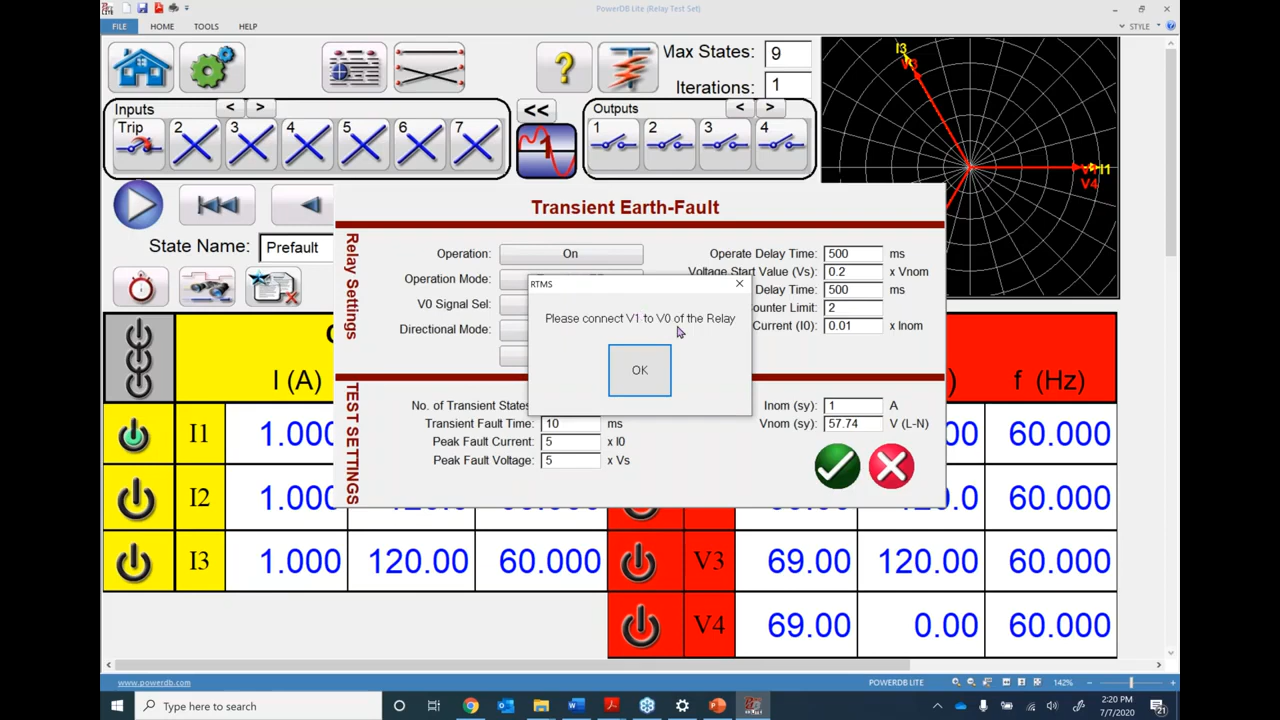 PowerDB Lite (Relay Test Set)
FILE
HOME
TOOLS
HELP
STYLE
Max States:
9
Iterations:
1
Inputs
<
>
<<
Outputs
<
>
Trip
2
3
4
5
6
7
1
1
2
3
4
I3
V3
I1
V4
State Name:
Prefault
Transient Earth-Fault
Relay Settings
Operation:
On
Operation Mode:
V0 Signal Sel:
Directional Mode:
Operate Delay Time:
500
ms
Voltage Start Value (Vs):
0.2
x Vnom
Delay Time:
500
ms
ounter Limit:
2
Current (I0):
0.01
x Inom
RTMS
Please connect V1 to V0 of the Relay
OK
TEST SETTINGS
No. of Transient States
Transient Fault Time:
10
ms
Peak Fault Current:
5
x I0
Peak Fault Voltage:
5
x Vs
Inom (sy):
1
A
Vnom (sy):
57.74
V (L-N)
I (A)
f (Hz)
I1
1.000
60.000
I2
1.000
60.000
I3
1.000
120.00
60.000
V3
69.00
120.00
60.000
V4
69.00
0.00
60.000
www.powerdb.com
POWERDB LITE
142%
Type here to search
2:20 PM
7/7/2020
21